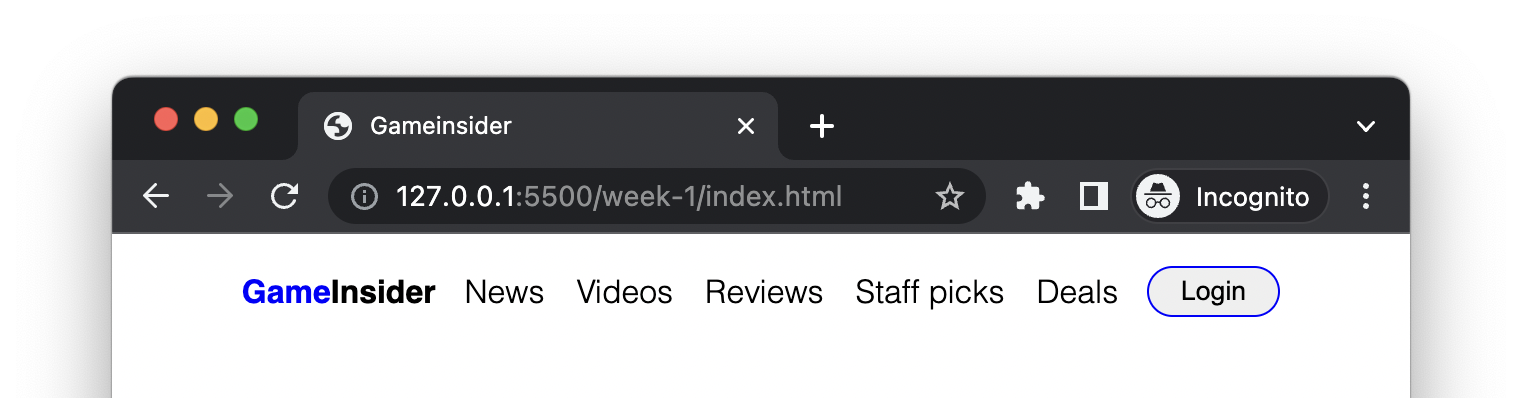 Gameinsider
127.0.0.1:5500/week-1/index.html Incognito
GameInsider News Videos Reviews Staff picks Deals Login